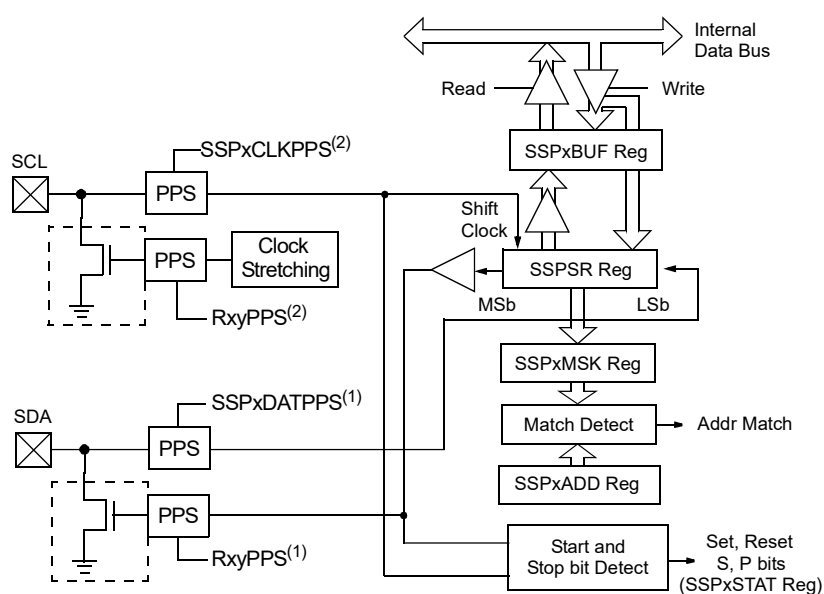 Internal
Data Bus
Read
Write
SSPxCLKPPS(2)
SSPxBUF Reg
SCL
PPS
Shift
Clock
PPS
Clock
Stretching
SSPSR Reg
MSb
LSb
RxyPPS(2)
SSPxMSK Reg
SSPxDATPPS(1)
SDA
Match Detect
Addr Match
PPS
SSPxADD Reg
PPS
Start and
Stop bit Detect
Set, Reset
S, P bits
(SSPxSTAT Reg)
RxyPPS(1)